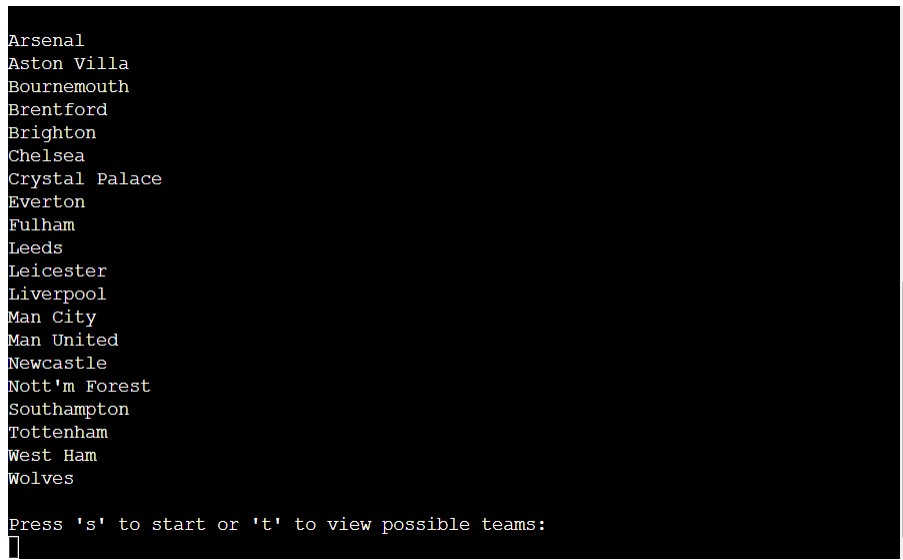 Arsenal
Aston Villa
Bournemouth
Brentford
Brighton
Chelsea
Crystal Palace
Everton
Fulham
Leeds
Leicester
Liverpool
Man City
Man United
Newcastle
Nott'm Forest
Southampton
Tottenham
West Ham
Wolves
Press 's' to start or 't' to view possible teams: